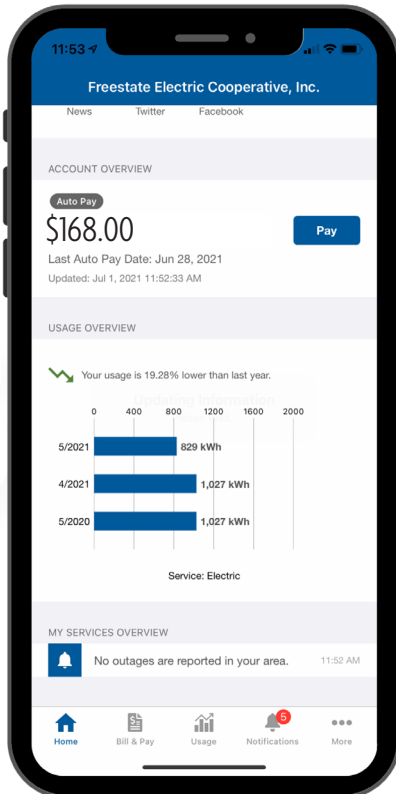 11:53
Freestate Electric Cooperative, Inc.
News Twitter Facebook
ACCOUNT OVERVIEW
Auto Pay
$168.00
Pay
Last Auto Pay Date: Jun 28, 2021
Updated: Jul 1, 2021 11:52:33 AM
USAGE OVERVIEW
Your usage is 19.28% lower than last year.
Updating Information
0 400 800 1200 1600 2000
5/2021 829 kWh
4/2021 1,027 kWh
5/2020 1,027 kWh
Service: Electric
MY SERVICES OVERVIEW
No outages are reported in your area. 11:52 AM
5
Home Bill & Pay Usage Notifications More